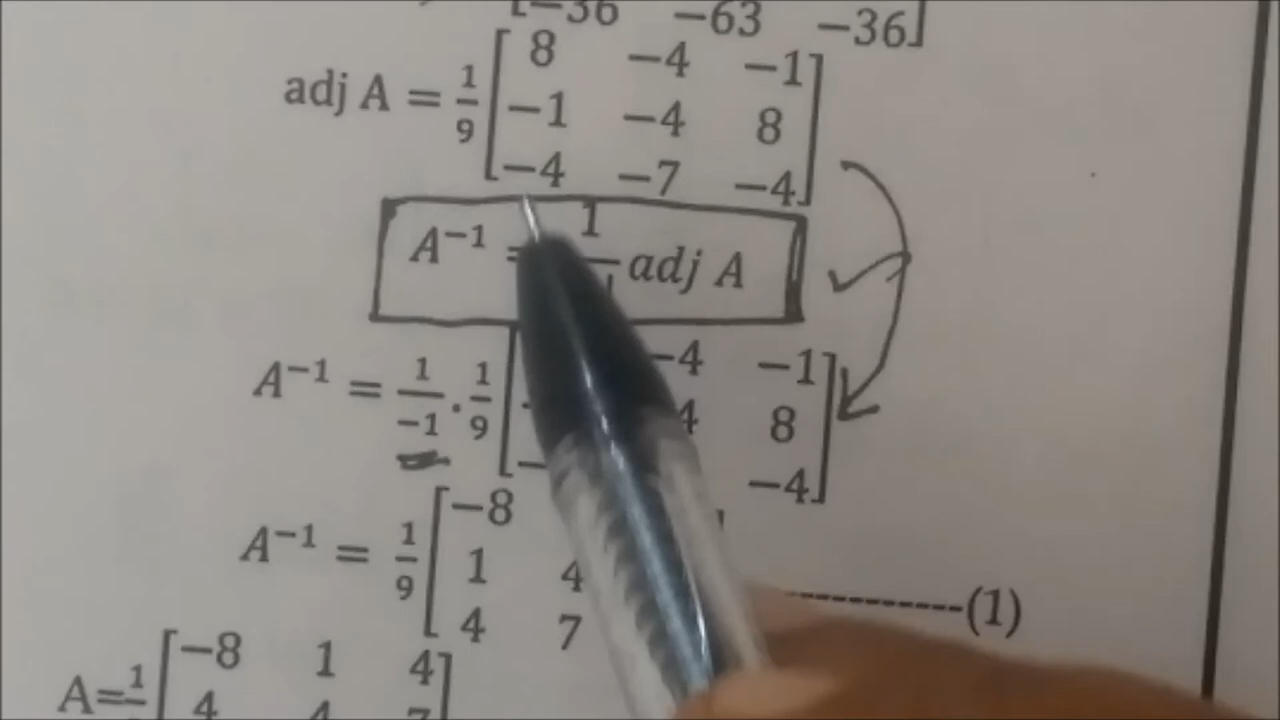 [−36 −63 −36]
adj A = 1/9 [8 −4 −1
−1 −4 8
−4 −7 −4]
A⁻¹ = 1/ adj A
A⁻¹ = 1/−1 . 1/9 [ −4 −1
4 8
− −4]
A⁻¹ = 1/9 [−8
1 4
4 7
------------(1)
A=1/ [−8 1 4]
4 4 7